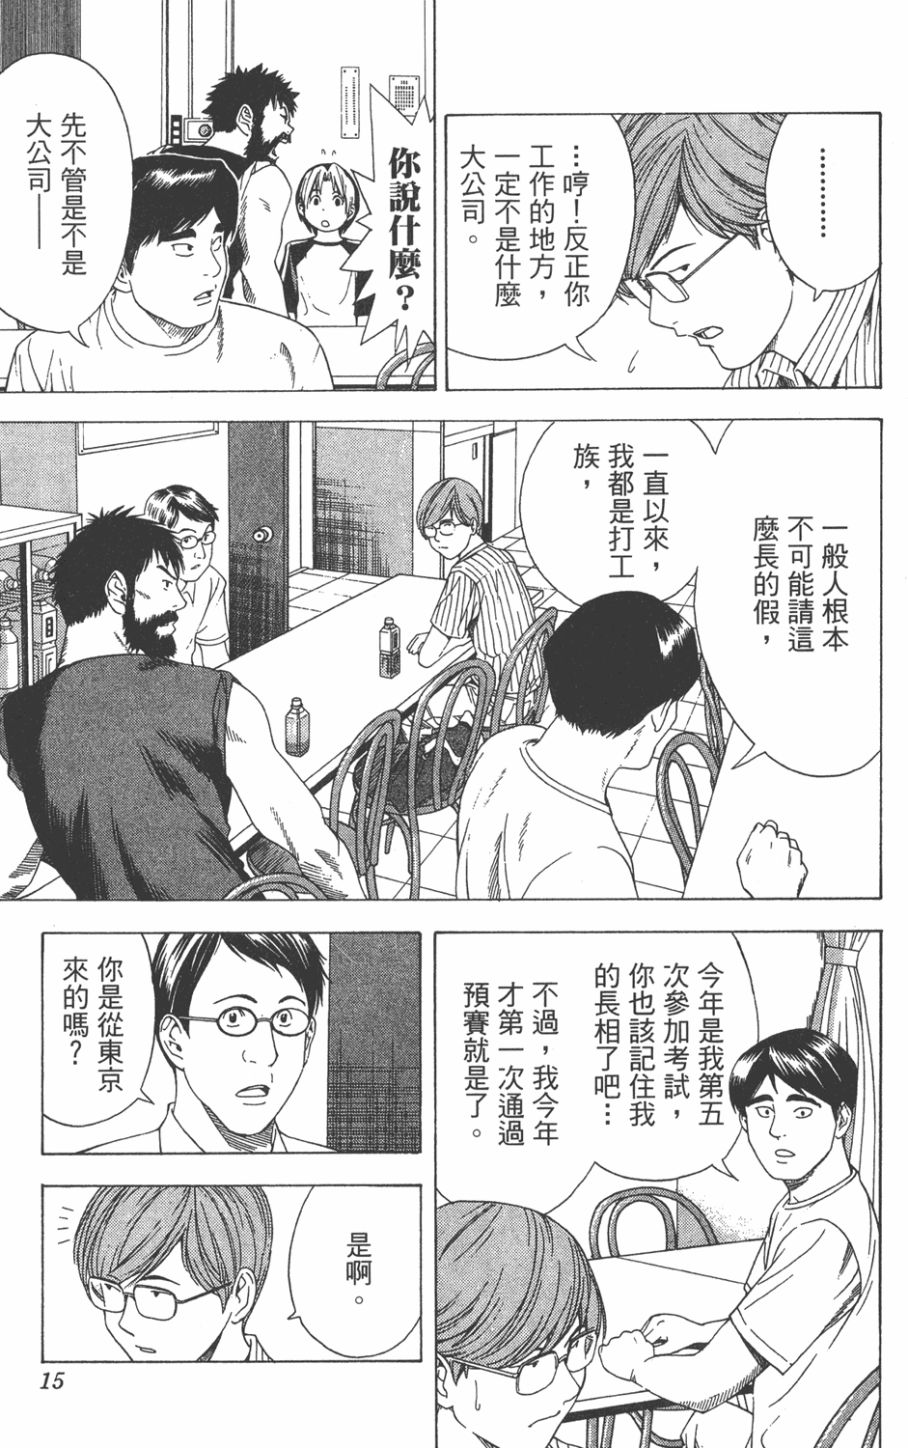 ………
…哼！反正你
工作的地方，
一定不是什麼
大公司。
你說什麼？
先不管是不是
大公司——
一般人根本
不可能請這
麼長的假，
一直以來，
我都是打工
族，
今年是我第五
次參加考試，
你也該記住我
的長相了吧…
不過，我今年
才第一次通過
預賽就是了。
你是從東京
來的嗎？
是啊。
15